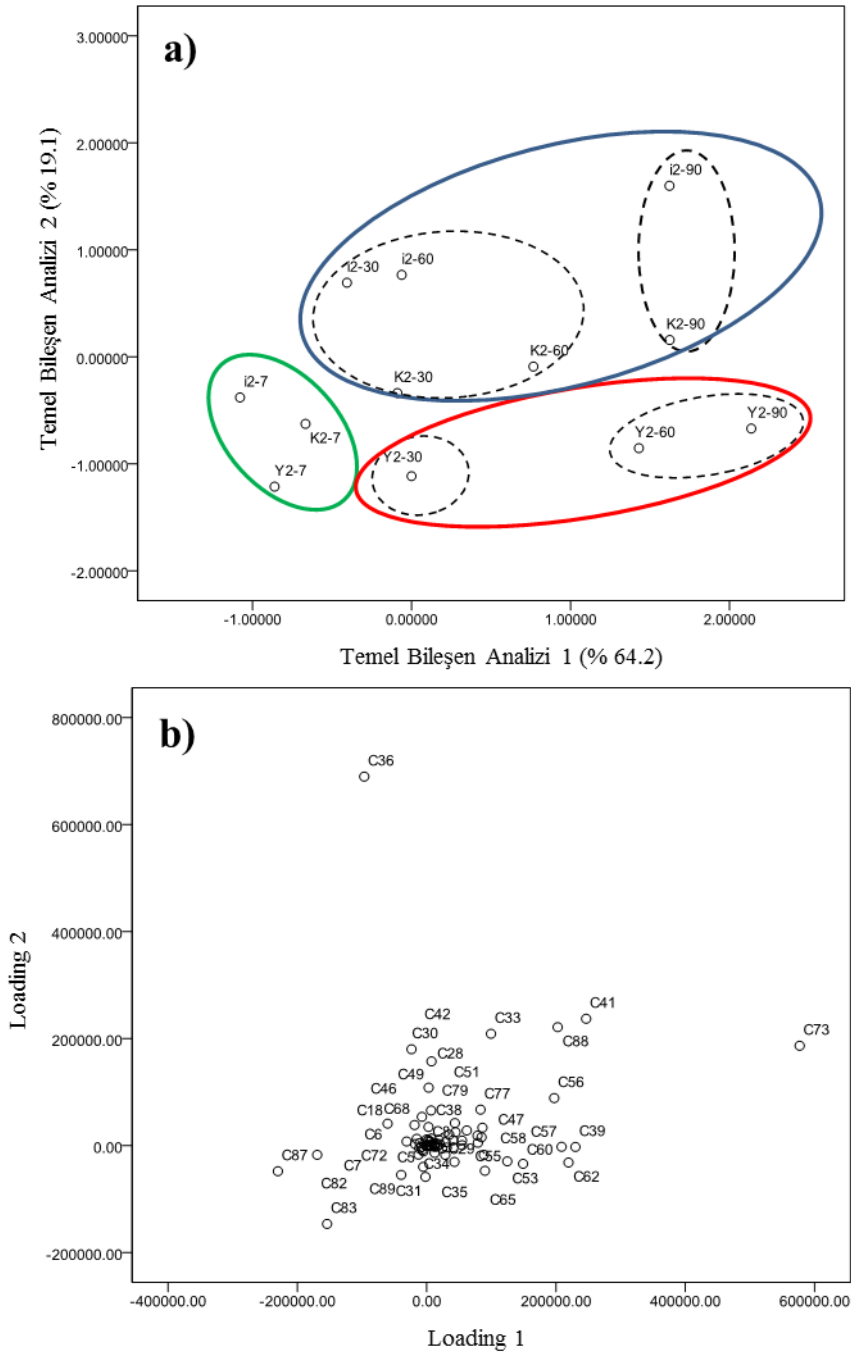 a)
3.00000
2.00000
1.00000
0.00000
-1.00000
-2.00000
Temel Bileşen Analizi 2 (% 19.1)
i2-90
i2-60
i2-30
K2-90
K2-60
K2-30
i2-7
K2-7
Y2-7
Y2-90
Y2-60
Y2-30
-1.00000 0.00000 1.00000 2.00000
Temel Bileşen Analizi 1 (% 64.2)
b)
800000.00
600000.00
400000.00
200000.00
0.00
-200000.00
Loading 2
C36
C42
C33
C41
C73
C30
C88
C28
C49
C51
C56
C46
C79
C77
C18
C68
C38
C47
C6
C58
C57
C39
C87
C72
C29
C55
C60
C7
C34
C62
C82
C89
C31
C35
C53
C65
C83
-400000.00 -200000.00 0.00 200000.00 400000.00 600000.00
Loading 1